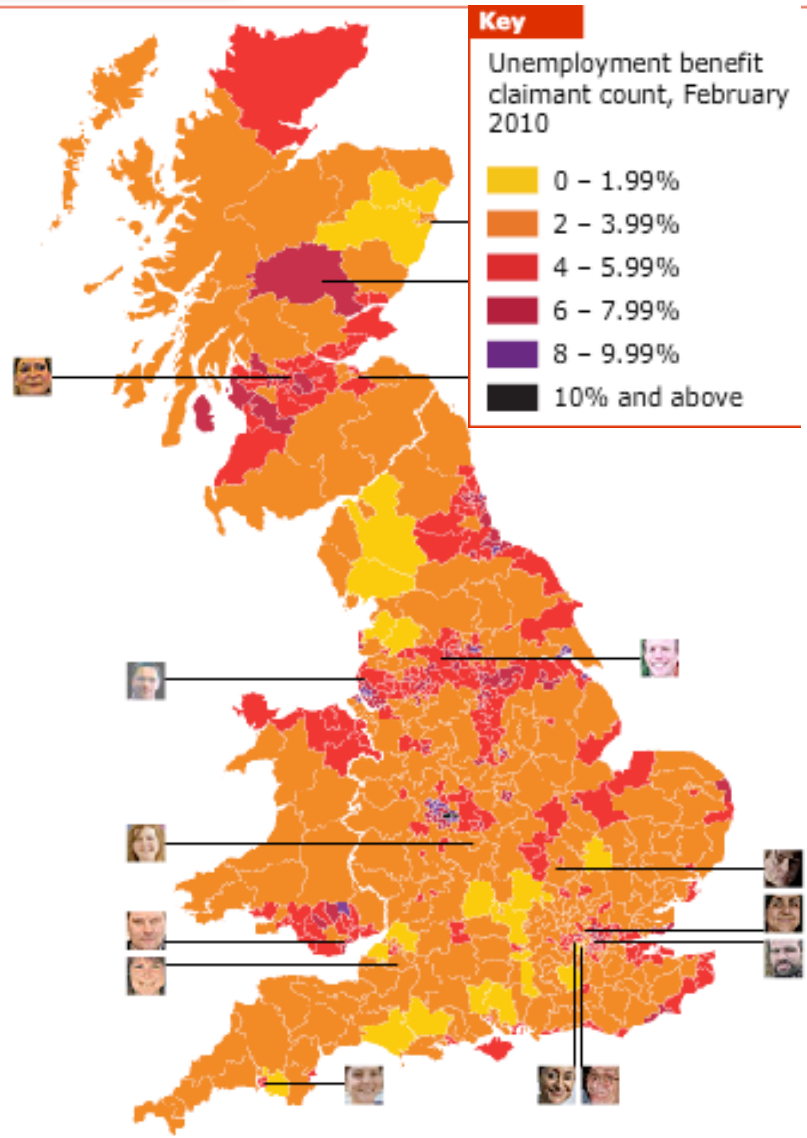 Key
Unemployment benefit
claimant count, February
2010
0 – 1.99%
2 – 3.99%
4 – 5.99%
6 – 7.99%
8 – 9.99%
10% and above